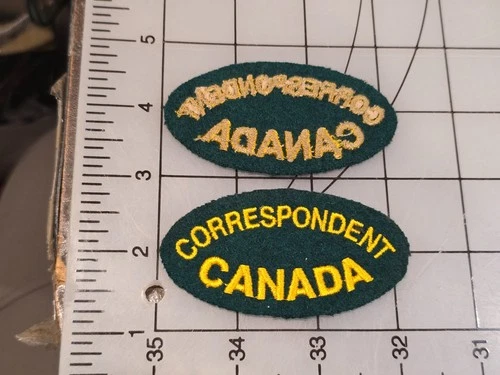 5
CORRESPONDENT
4
CANADA
3
CORRESPONDENT
2
CANADA
1
35 34 33 32 31